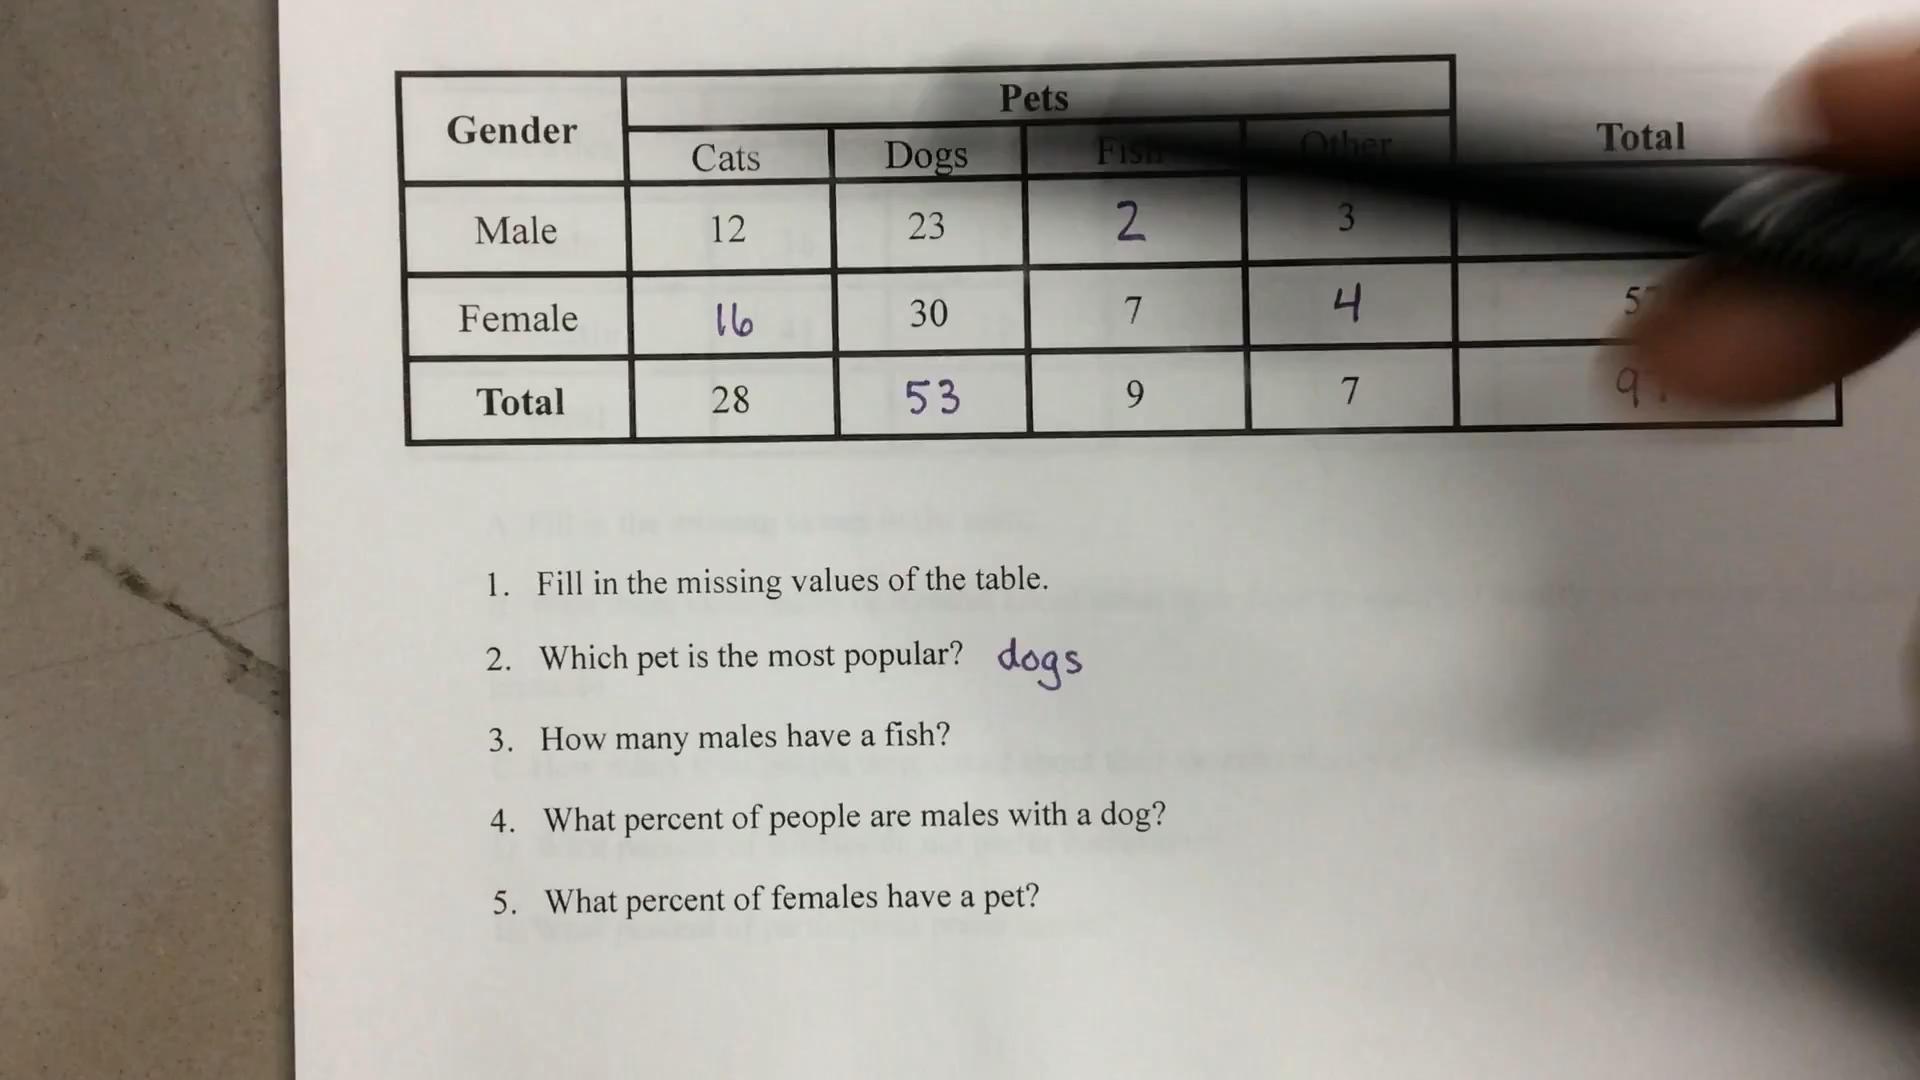 Pets
Gender Total
Cats Dogs Fish Other
Male 12 23 2 3
Female 16 30 7 4
Total 28 53 9 7
1. Fill in the missing values of the table.
2. Which pet is the most popular? dogs
3. How many males have a fish?
4. What percent of people are males with a dog?
5. What percent of females have a pet?